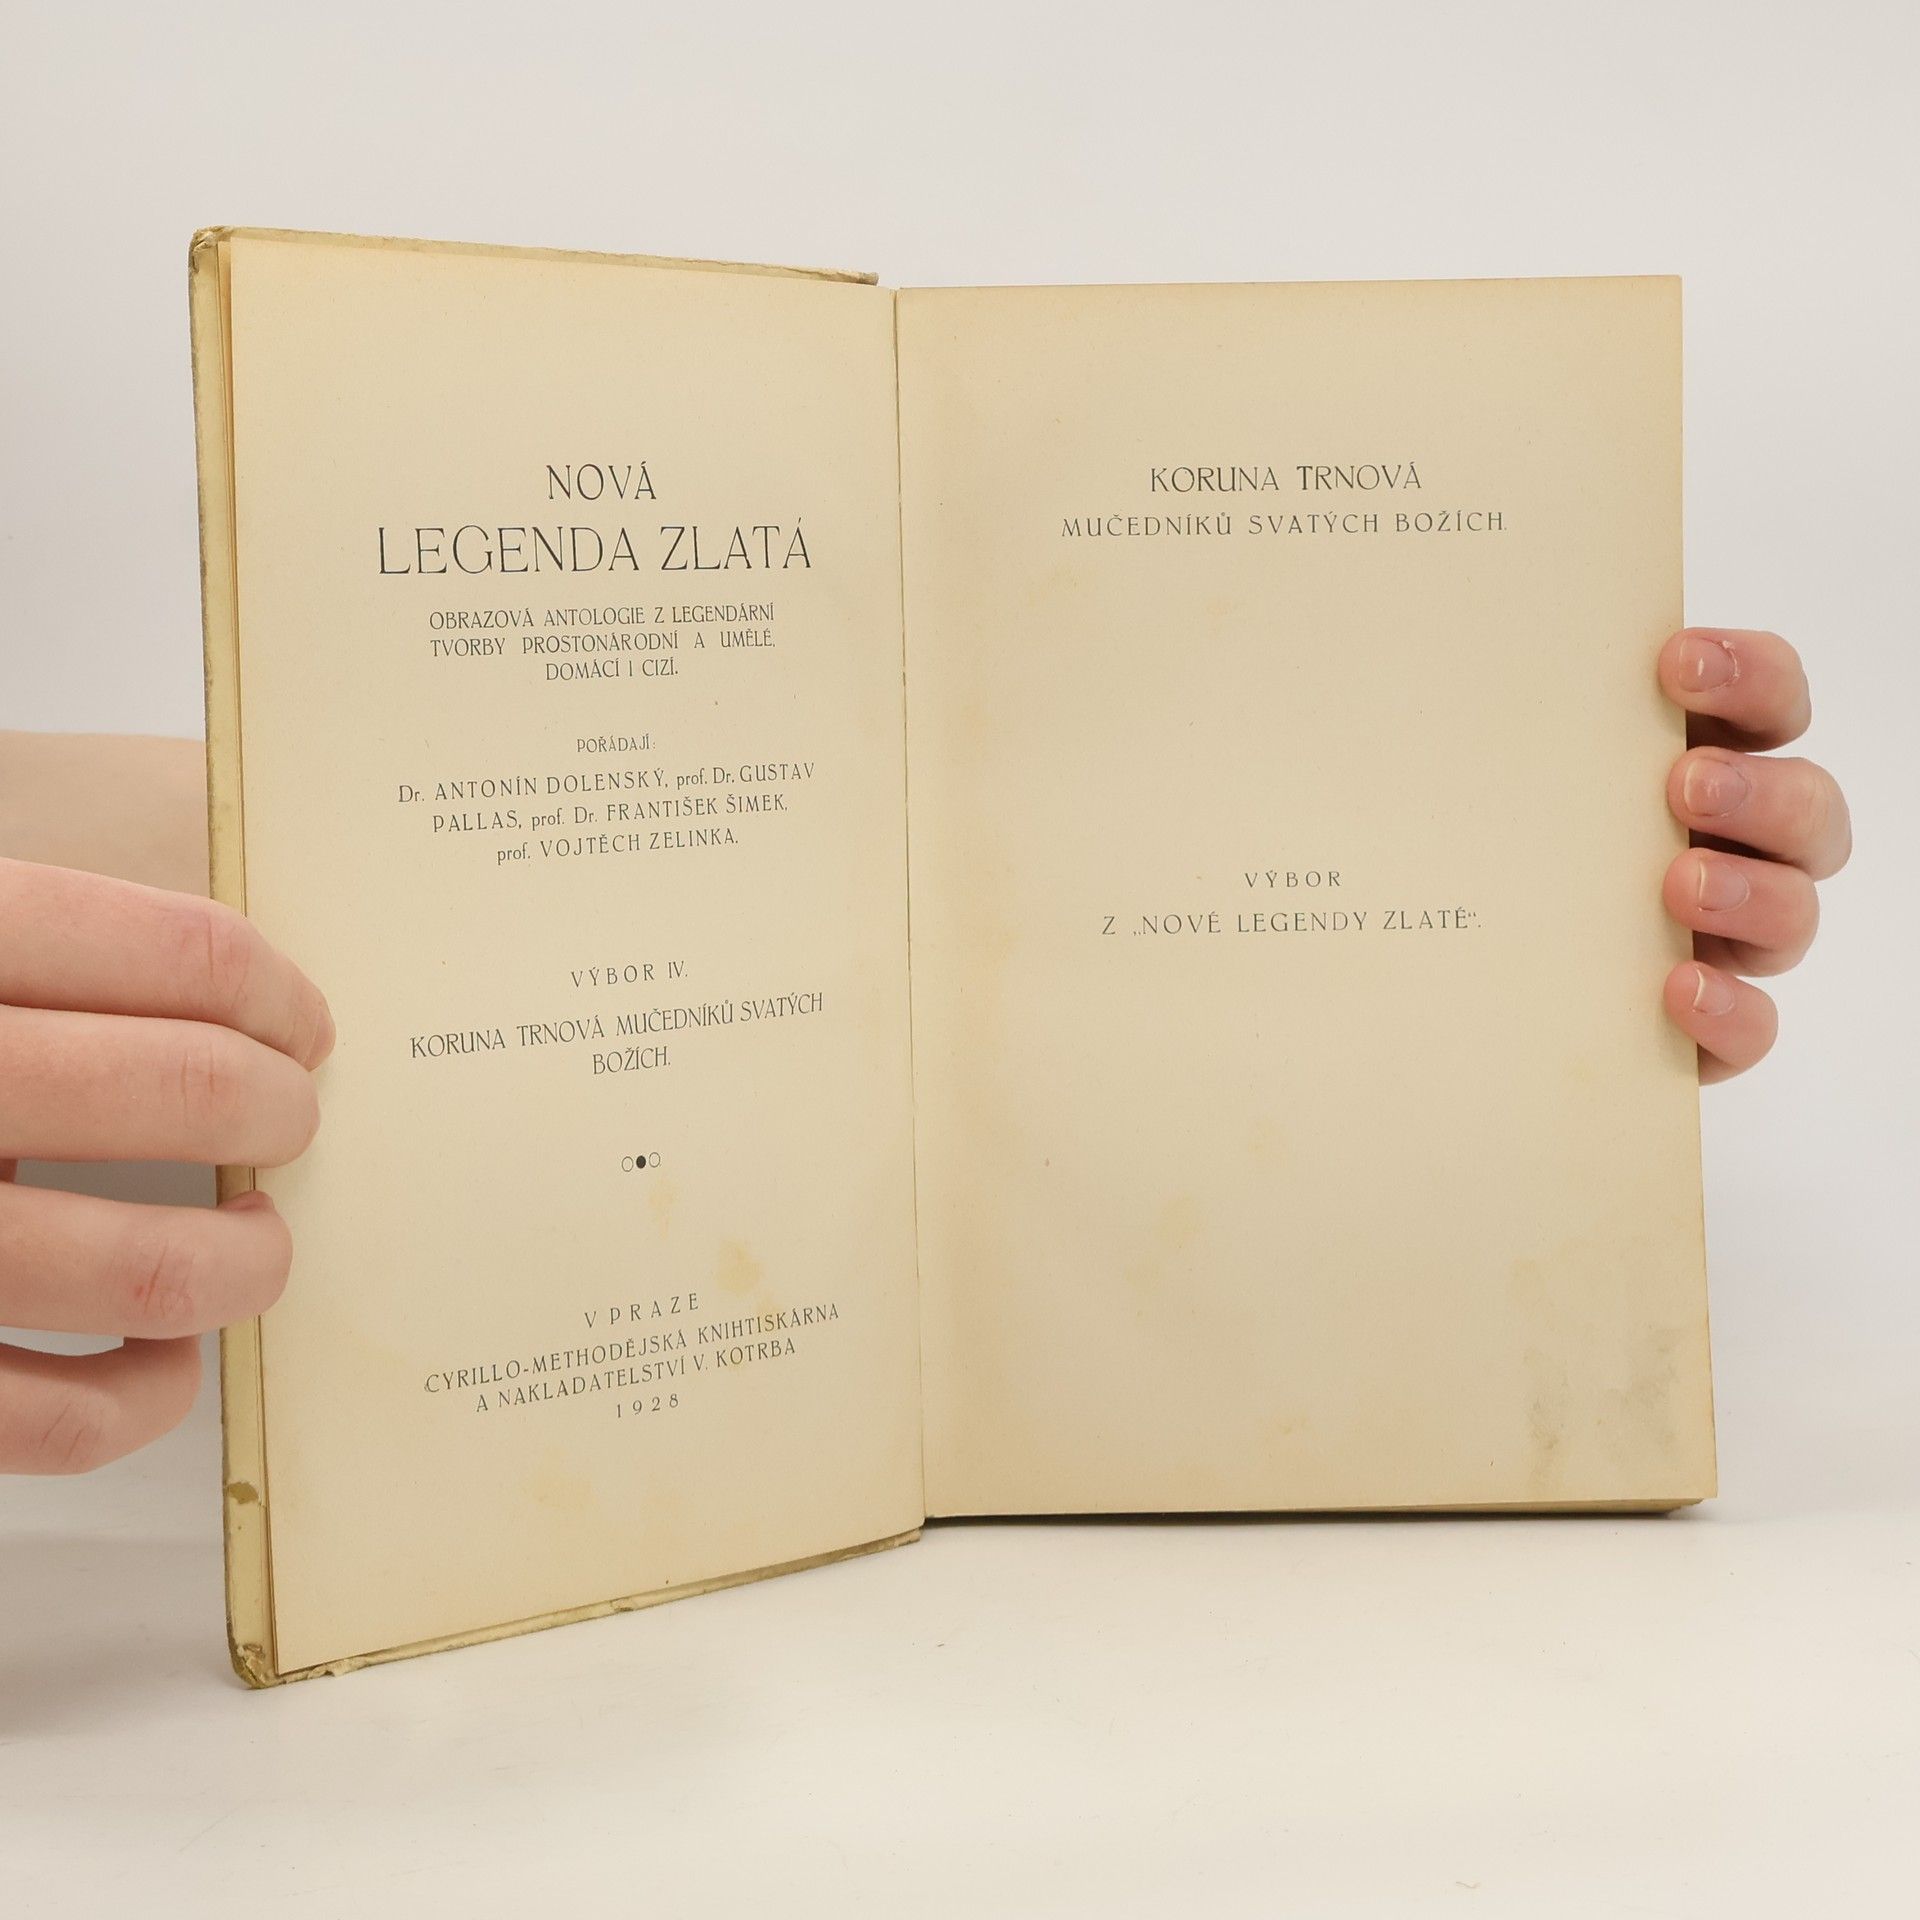 NOVÁ
LEGENDA ZLATÁ
OBRAZOVÁ ANTOLOGIE Z LEGENDÁRNÍ
TVORBY PROSTONÁRODNÍ A UMĚLÉ,
DOMÁCÍ I CIZÍ.
POŘÁDAJÍ:
Dr. ANTONÍN DOLENSKÝ, prof. Dr. GUSTAV
PALLAS, prof. Dr. FRANTIŠEK ŠIMEK,
prof. VOJTĚCH ZELINKA.
VÝBOR IV.
KORUNA TRNOVÁ MUČEDNÍKŮ SVATÝCH
BOŽÍCH.
V PRAZE
CYRILLO-METHODĚJSKÁ KNIHTISKÁRNA
A NAKLADATELSTVÍ V. KOTRBA
1928
KORUNA TRNOVÁ
MUČEDNÍKŮ SVATÝCH BOŽÍCH.
VÝBOR
Z „NOVÉ LEGENDY ZLATÉ“.